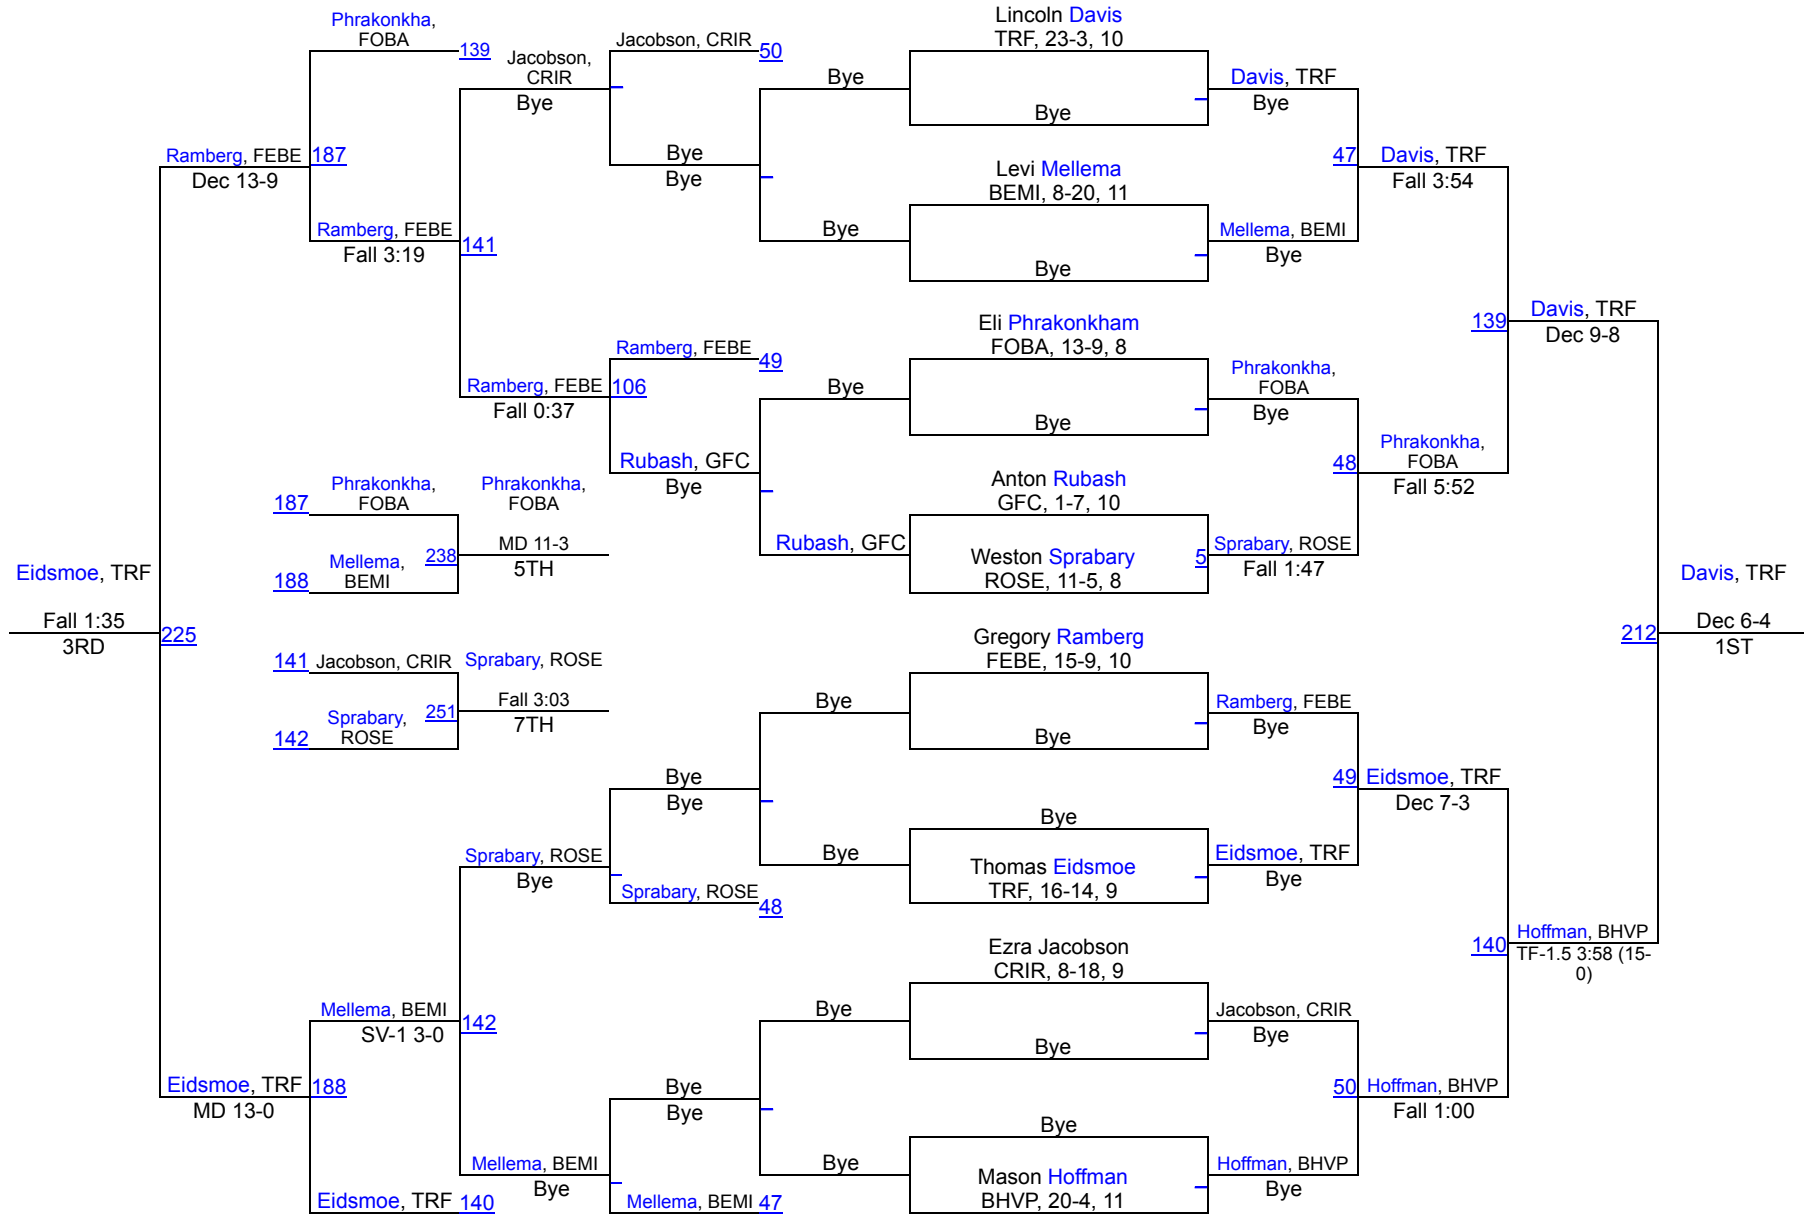 Phrakonkha,
FOBA
139
Ramberg, FEBE
187
Dec 13-9
Ramberg, FEBE
Fall 3:19
141
Jacobson,
CRIR
Bye
Jacobson, CRIR
50
Bye
Bye
Ramberg, FEBE
49
Ramberg, FEBE
106
Fall 0:37
Rubash, GFC
Bye
187
Phrakonkha,
FOBA
Mellema,
BEMI
188
238
Phrakonkha,
FOBA
MD 11-3
5TH
Eidsmoe, TRF
Fall 1:35
3RD
225
141
Jacobson, CRIR
Sprabary,
ROSE
142
251
Sprabary, ROSE
Fall 3:03
7TH
Bye
Bye
Sprabary, ROSE
Bye
Sprabary, ROSE
48
Mellema, BEMI
SV-1 3-0
142
Eidsmoe, TRF
188
MD 13-0
Bye
Bye
Mellema, BEMI
Bye
Mellema, BEMI
47
Eidsmoe, TRF
140
Lincoln Davis
TRF, 23-3, 10
Bye
Bye
Davis, TRF
Bye
Levi Mellema
BEMI, 8-20, 11
Bye
Bye
Mellema, BEMI
Bye
47
Davis, TRF
Fall 3:54
Eli Phrakonkham
FOBA, 13-9, 8
Bye
Bye
Phrakonkha,
FOBA
Bye
Anton Rubash
GFC, 1-7, 10
Rubash, GFC
Weston Sprabary
ROSE, 11-5, 8
5
Sprabary, ROSE
Fall 1:47
48
Phrakonkha,
FOBA
Fall 5:52
139
Davis, TRF
Dec 9-8
Gregory Ramberg
FEBE, 15-9, 10
Bye
Bye
Ramberg, FEBE
Bye
Bye
Bye
Thomas Eidsmoe
TRF, 16-14, 9
Eidsmoe, TRF
Bye
49
Eidsmoe, TRF
Dec 7-3
Ezra Jacobson
CRIR, 8-18, 9
Bye
Bye
Jacobson, CRIR
Bye
Bye
Bye
Mason Hoffman
BHVP, 20-4, 11
Hoffman, BHVP
Bye
50
Hoffman, BHVP
Fall 1:00
140
Hoffman, BHVP
TF-1.5 3:58 (15-
0)
212
Davis, TRF
Dec 6-4
1ST